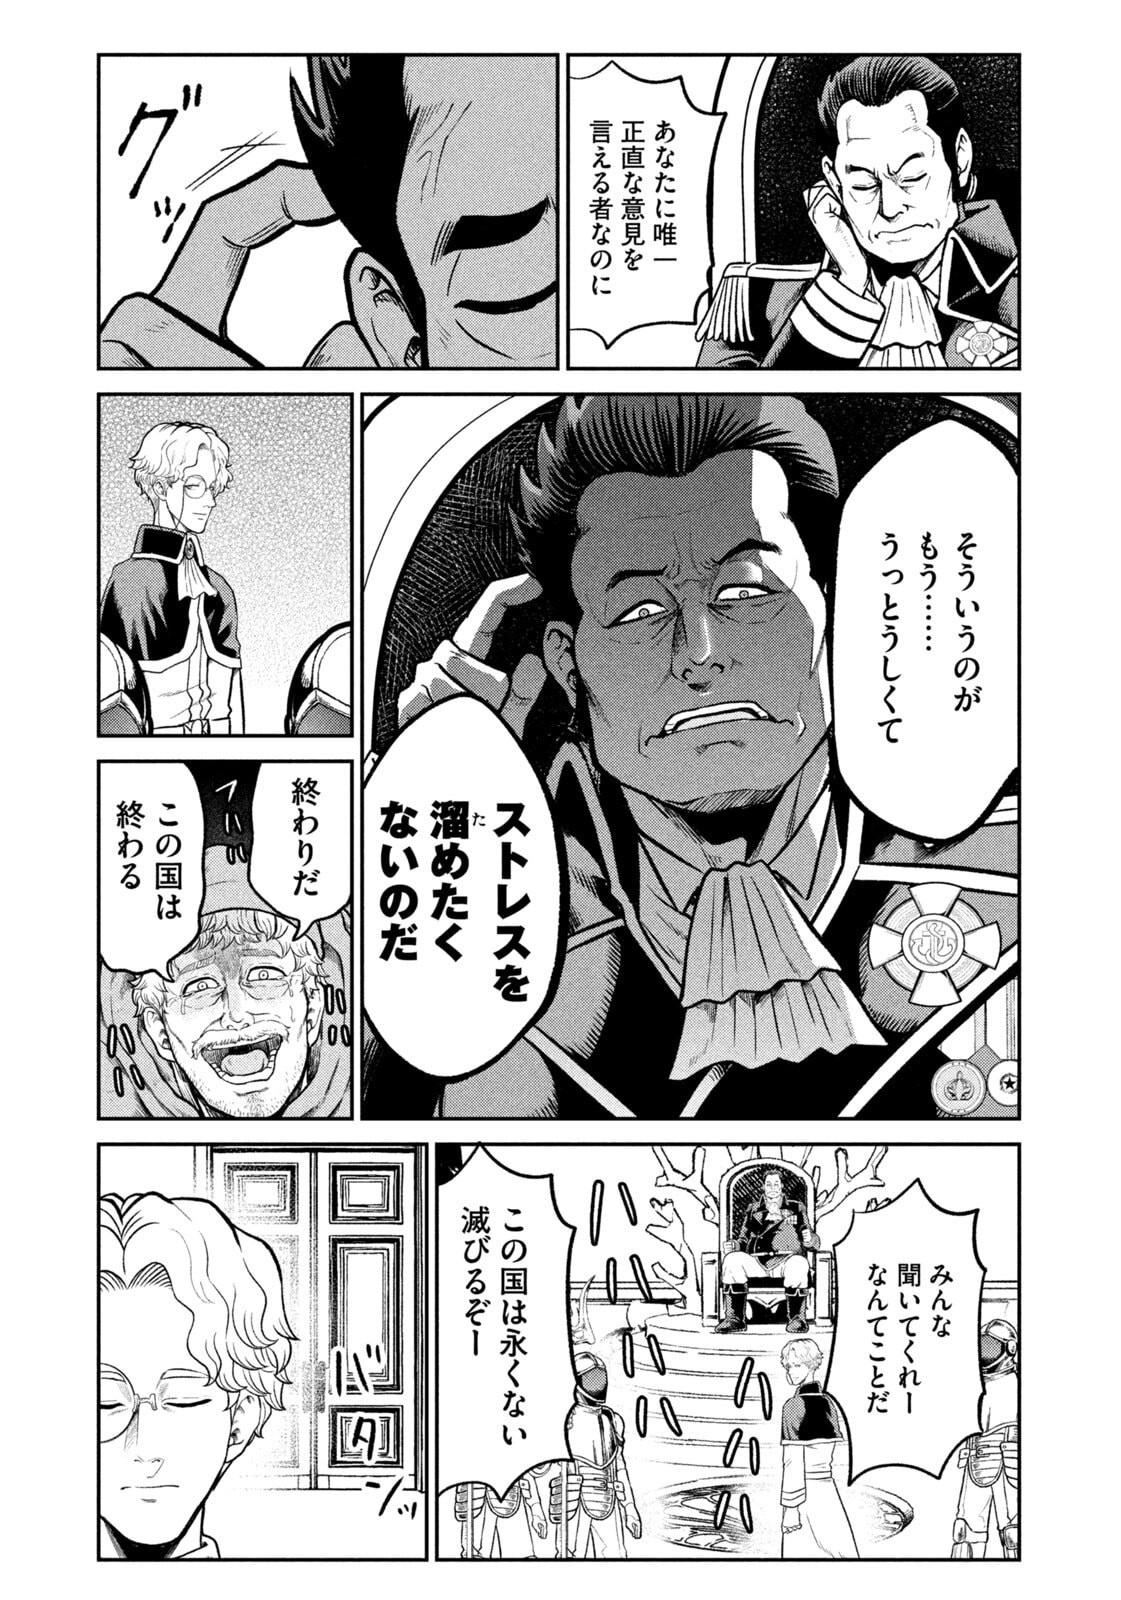 あなたに唯一
正直な意見を
言える者なのに
グッ
そういうのが
もう……
うっとうしくて
ストレスを
溜めたく
た
ないのだ
終わりだ
この国は
終わる
みんな
聞いてくれー
なんてことだ
この国は永くない
滅びるぞー
バタンッ